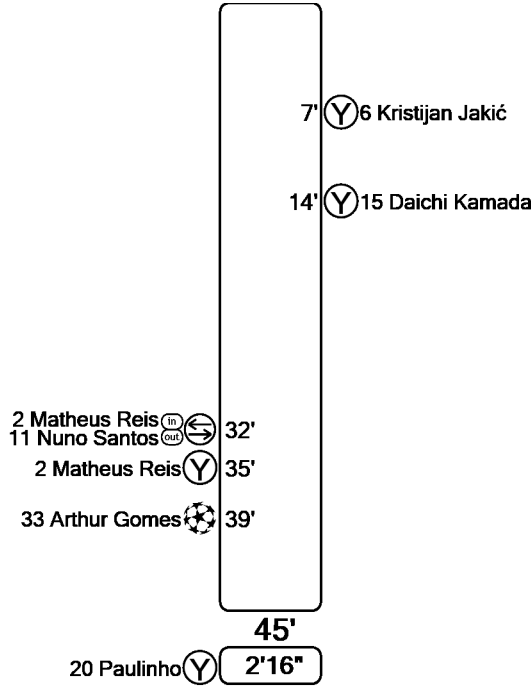 7' Y 6 Kristijan Jakić
14' Y 15 Daichi Kamada
2 Matheus Reis in
11 Nuno Santos out 32'
2 Matheus Reis Y 35'
33 Arthur Gomes 39'
45'
20 Paulinho Y 2'16"